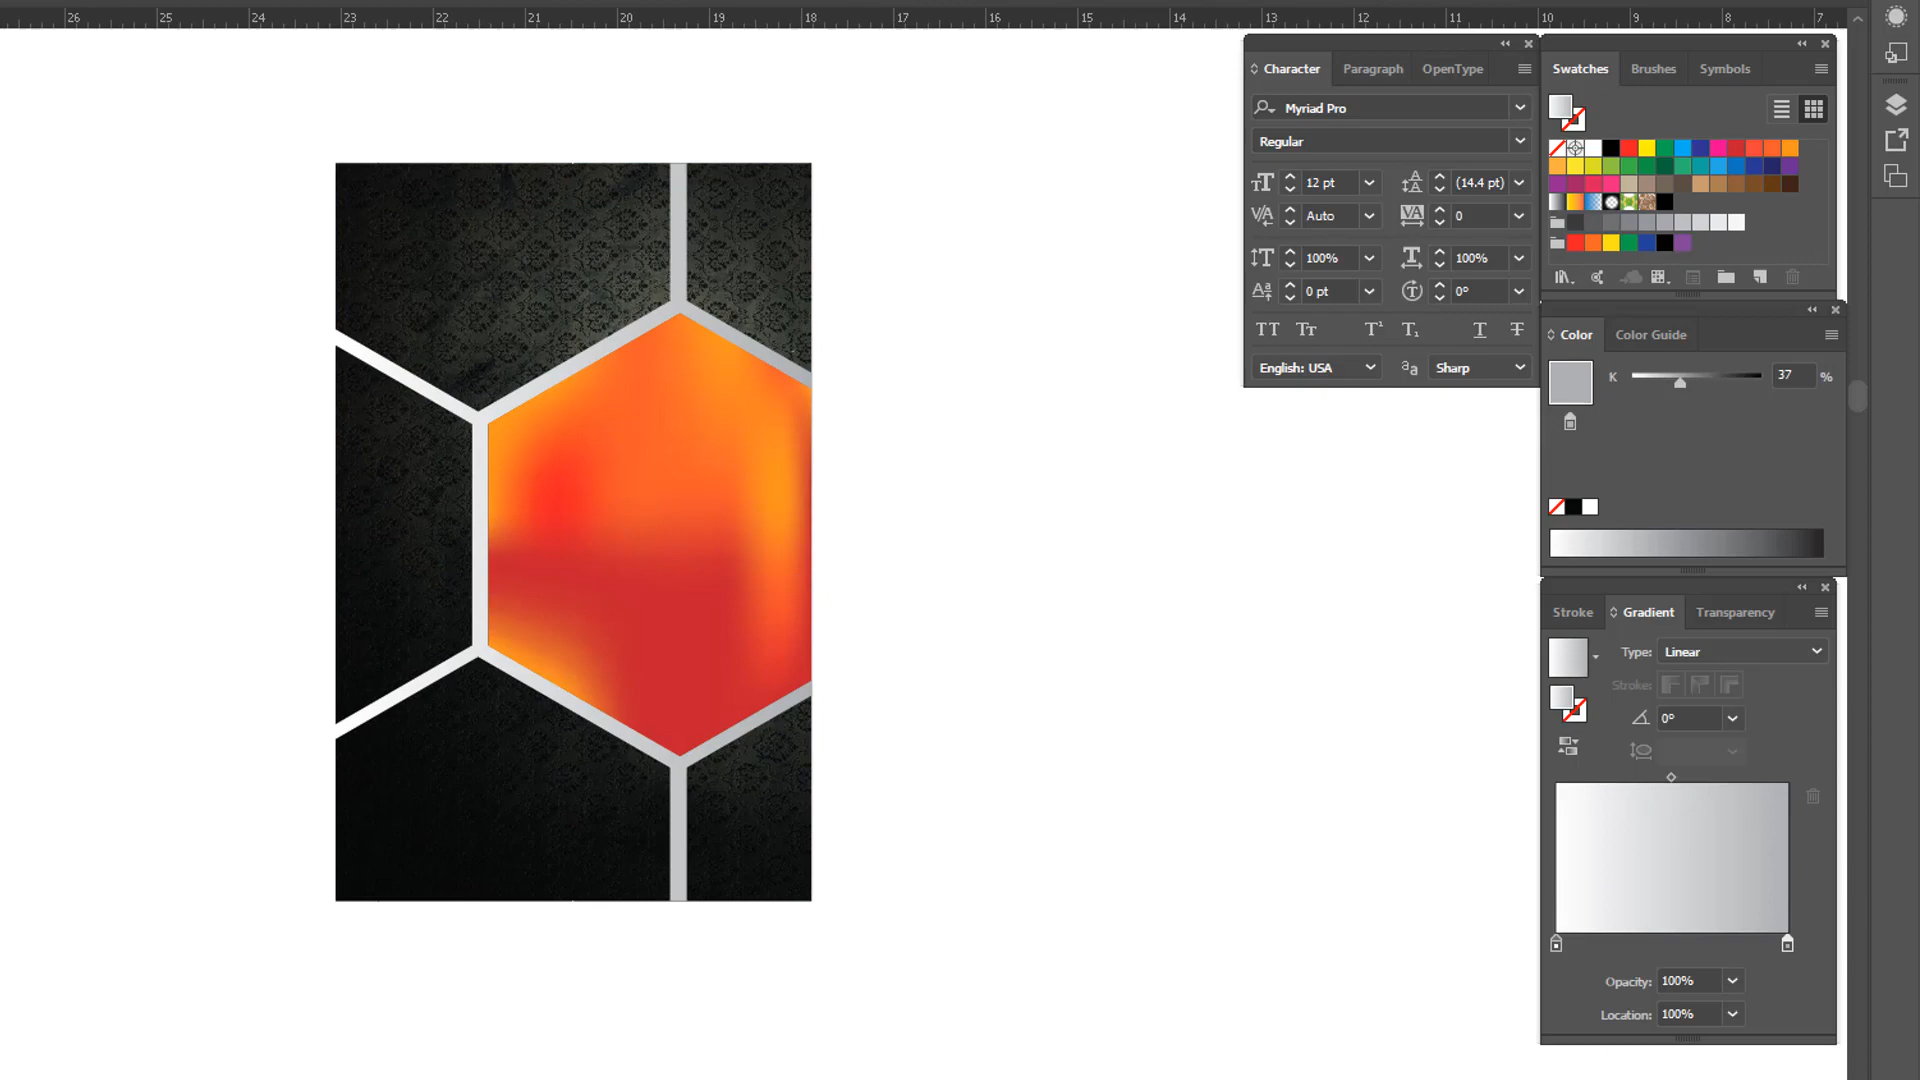 26 25 24 23 22 21 20 19 18 17 16 15 14 13 12 11 10 9 8 7
Character Paragraph OpenType
Myriad Pro
Regular
12 pt (14.4 pt)
Auto 0
100% 100%
0 pt 0°
English: USA Sharp
Swatches Brushes Symbols
Color Color Guide
K 37 %
Stroke Gradient Transparency
Type: Linear
Stroke:
0°
Opacity: 100%
Location: 100%